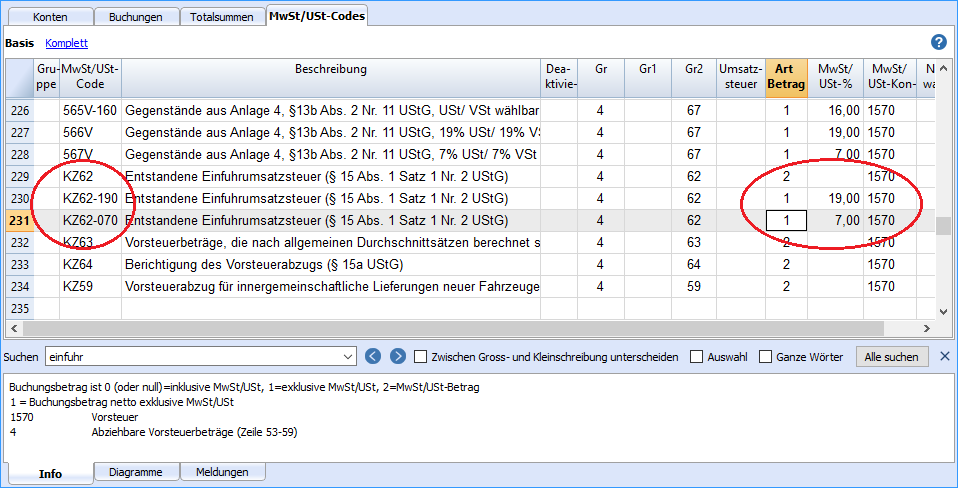 Konten Buchungen Totalsummen MwSt/USt-Codes
Basis Komplett
Gru- MwSt/USt- Beschreibung Dea- Gr Gr1 Gr2 Umsatz- Art MwSt/ MwSt/ N
ppe Code aktivie- steuer Betrag USt-% USt-Kon- wa
226 565V-160 Gegenstände aus Anlage 4, §13b Abs. 2 Nr. 11 UStG, USt/ VSt wählbar 4 67 1 16,00 1570
227 566V Gegenstände aus Anlage 4, §13b Abs. 2 Nr. 11 UStG, 19% USt/ 19% VS 4 67 1 19,00 1570
228 567V Gegenstände aus Anlage 4, §13b Abs. 2 Nr. 11 UStG, 7% USt/ 7% VSt 4 67 1 7,00 1570
229 KZ62 Entstandene Einfuhrumsatzsteuer (§ 15 Abs. 1 Satz 1 Nr. 2 UStG) 4 62 2 1570
230 KZ62-190 Entstandene Einfuhrumsatzsteuer (§ 15 Abs. 1 Satz 1 Nr. 2 UStG) 4 62 1 19,00 1570
231 KZ62-070 Entstandene Einfuhrumsatzsteuer (§ 15 Abs. 1 Satz 1 Nr. 2 UStG) 4 62 1 7,00 1570
232 KZ63 Vorsteuerbeträge, die nach allgemeinen Durchschnittsätzen berechnet s 4 63 2 1570
233 KZ64 Berichtigung des Vorsteuerabzugs (§ 15a UStG) 4 64 2 1570
234 KZ59 Vorsteuerabzug für innergemeinschaftliche Lieferungen neuer Fahrzeuge 4 59 2 1570
235
Suchen einfuhr Zwischen Gross- und Kleinschreibung unterscheiden Auswahl Ganze Wörter Alle suchen
Buchungsbetrag ist 0 (oder null)=inklusive MwSt/USt, 1=exklusive MwSt/USt, 2=MwSt/USt-Betrag
1 = Buchungsbetrag netto exklusive MwSt/USt
1570 Vorsteuer
4 Abziehbare Vorsteuerbeträge (Zeile 53-59)
Info Diagramme Meldungen